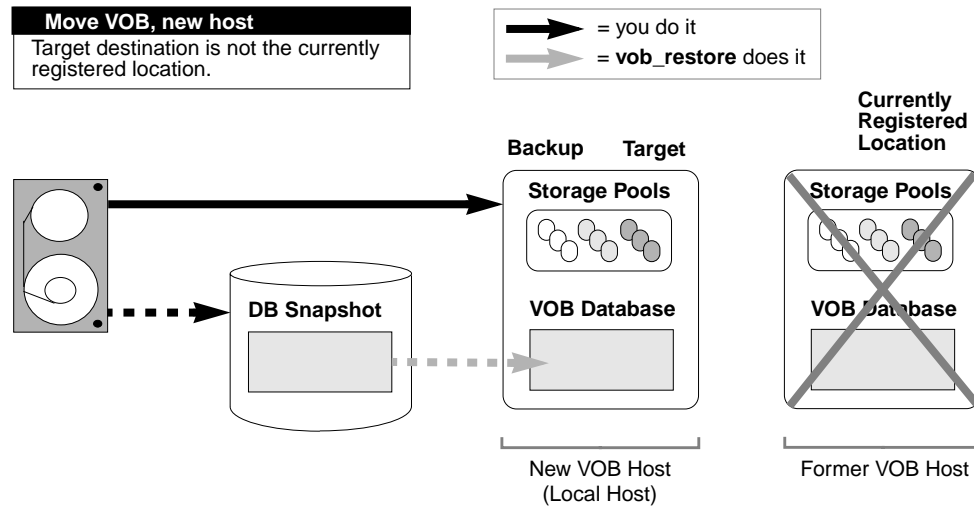 Move VOB, new host
Target destination is not the currently
registered location.
= you do it
= vob_restore does it
Currently
Registered
Location
Backup Target
Storage Pools
Storage Pools
DB Snapshot
VOB Database
VOB Database
New VOB Host
(Local Host)
Former VOB Host